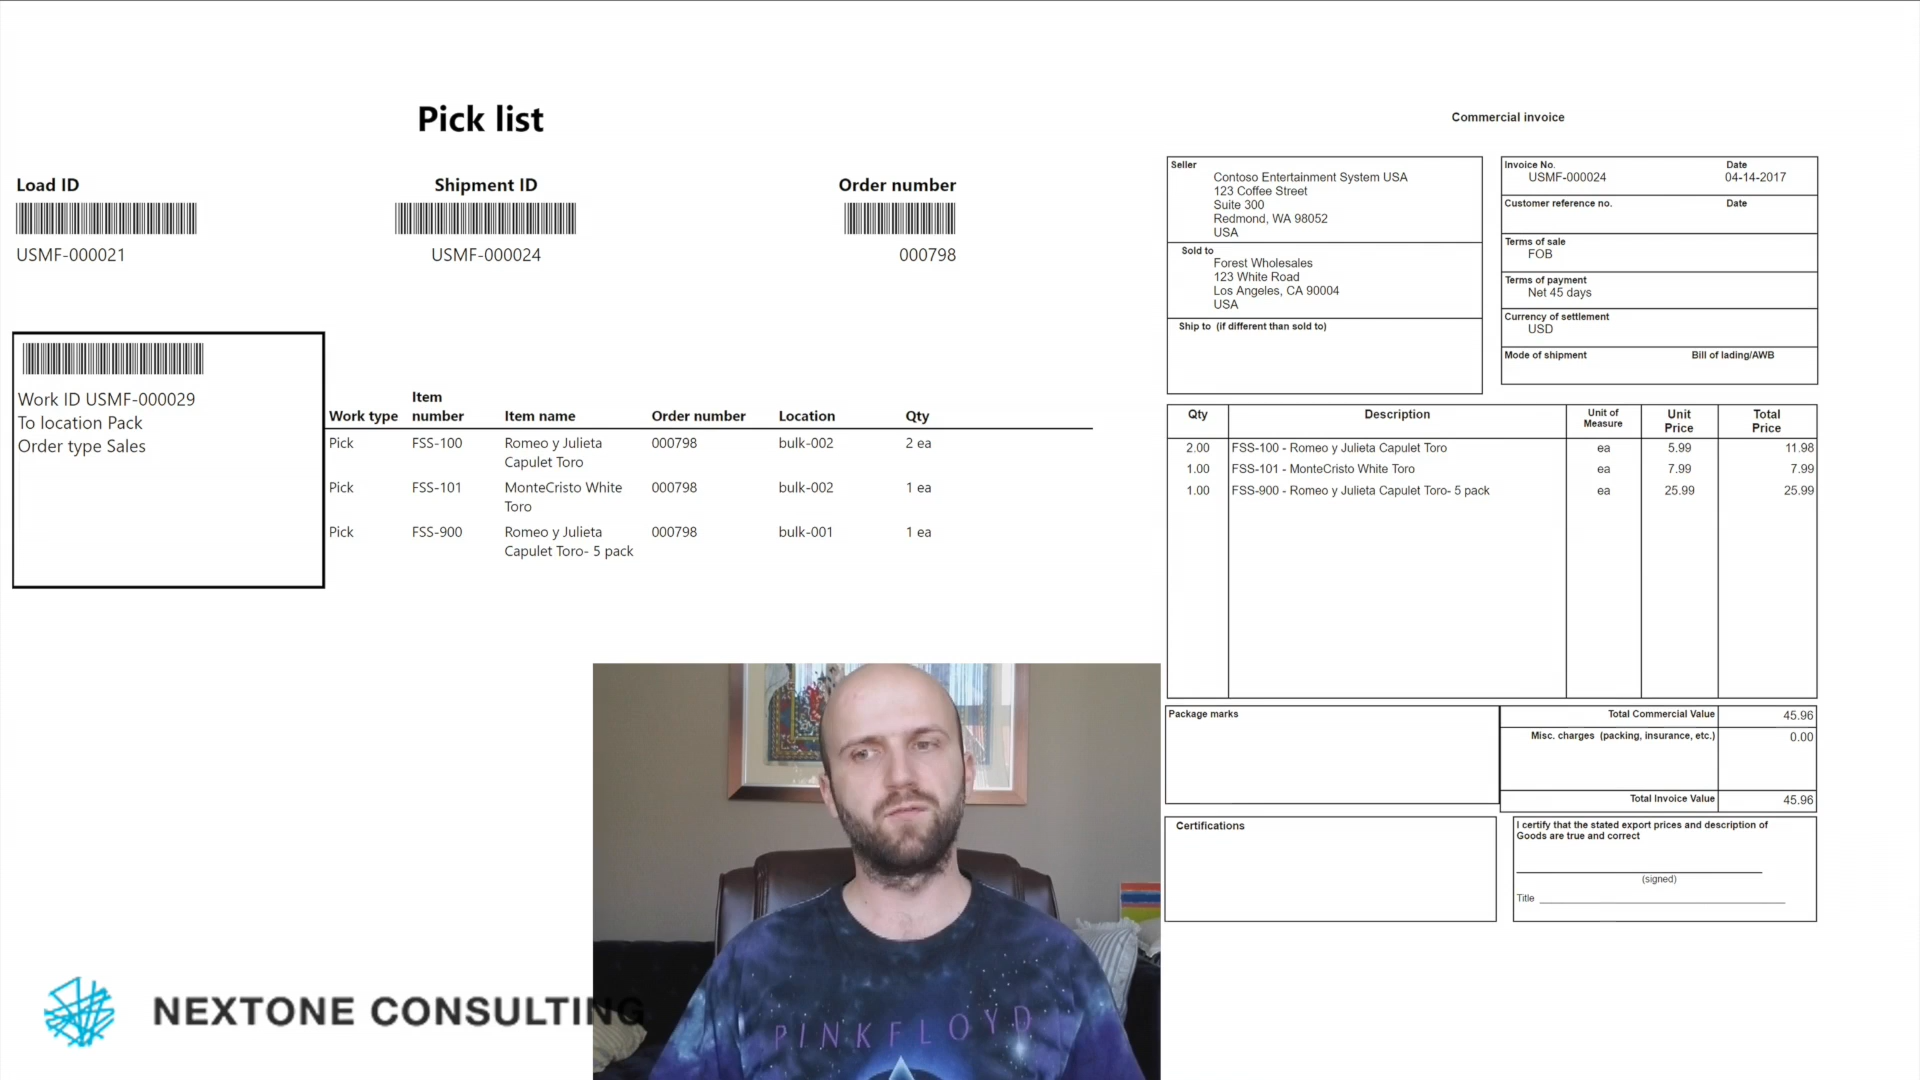 Pick list
Load ID
Shipment ID
Order number
USMF-000021
USMF-000024
000798
Work ID USMF-000029
To location Pack
Order type Sales
Work type Item number Item name Order number Location Qty
Pick FSS-100 Romeo y Julieta 000798 bulk-002 2 ea
Capulet Toro
Pick FSS-101 MonteCristo White 000798 bulk-002 1 ea
Toro
Pick FSS-900 Romeo y Julieta 000798 bulk-001 1 ea
Capulet Toro- 5 pack
Commercial invoice
Seller
Contoso Entertainment System USA
123 Coffee Street
Suite 300
Redmond, WA 98052
USA
Sold to
Forest Wholesales
123 White Road
Los Angeles, CA 90004
USA
Ship to (if different than sold to)
Invoice No. Date
USMF-000024 04-14-2017
Customer reference no. Date
Terms of sale
FOB
Terms of payment
Net 45 days
Currency of settlement
USD
Mode of shipment Bill of lading/AWB
Qty Description Unit of Measure Unit Price Total Price
2.00 FSS-100 - Romeo y Julieta Capulet Toro ea 5.99 11.98
1.00 FSS-101 - MonteCristo White Toro ea 7.99 7.99
1.00 FSS-900 - Romeo y Julieta Capulet Toro- 5 pack ea 25.99 25.99
Package marks
Total Commercial Value 45.96
Misc. charges (packing, insurance, etc.) 0.00
Total Invoice Value 45.96
Certifications
I certify that the stated export prices and description of
Goods are true and correct
(signed)
Title
NEXTONE CONSULTING
PINK FLOYD